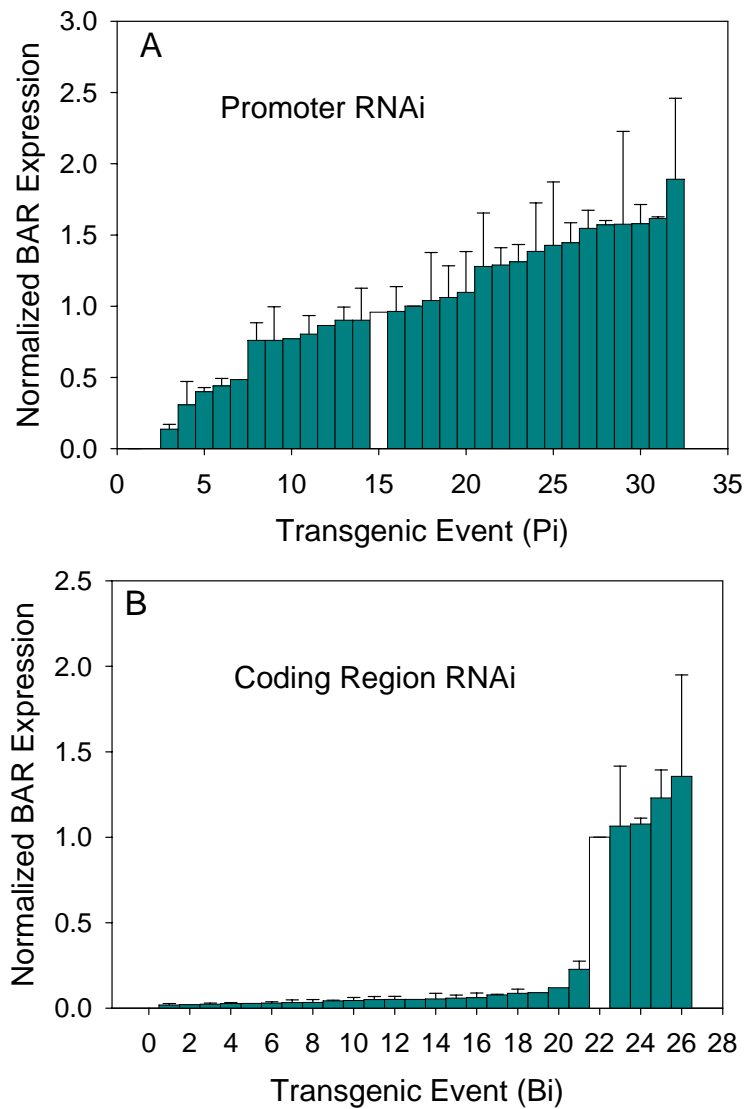 A
Promoter RNAi
Normalized BAR Expression
3.0
2.5
2.0
1.5
1.0
0.5
0.0
0 5 10 15 20 25 30 35
Transgenic Event (Pi)
B
Coding Region RNAi
Normalized BAR Expression
2.5
2.0
1.5
1.0
0.5
0.0
0 2 4 6 8 10 12 14 16 18 20 22 24 26 28
Transgenic Event (Bi)